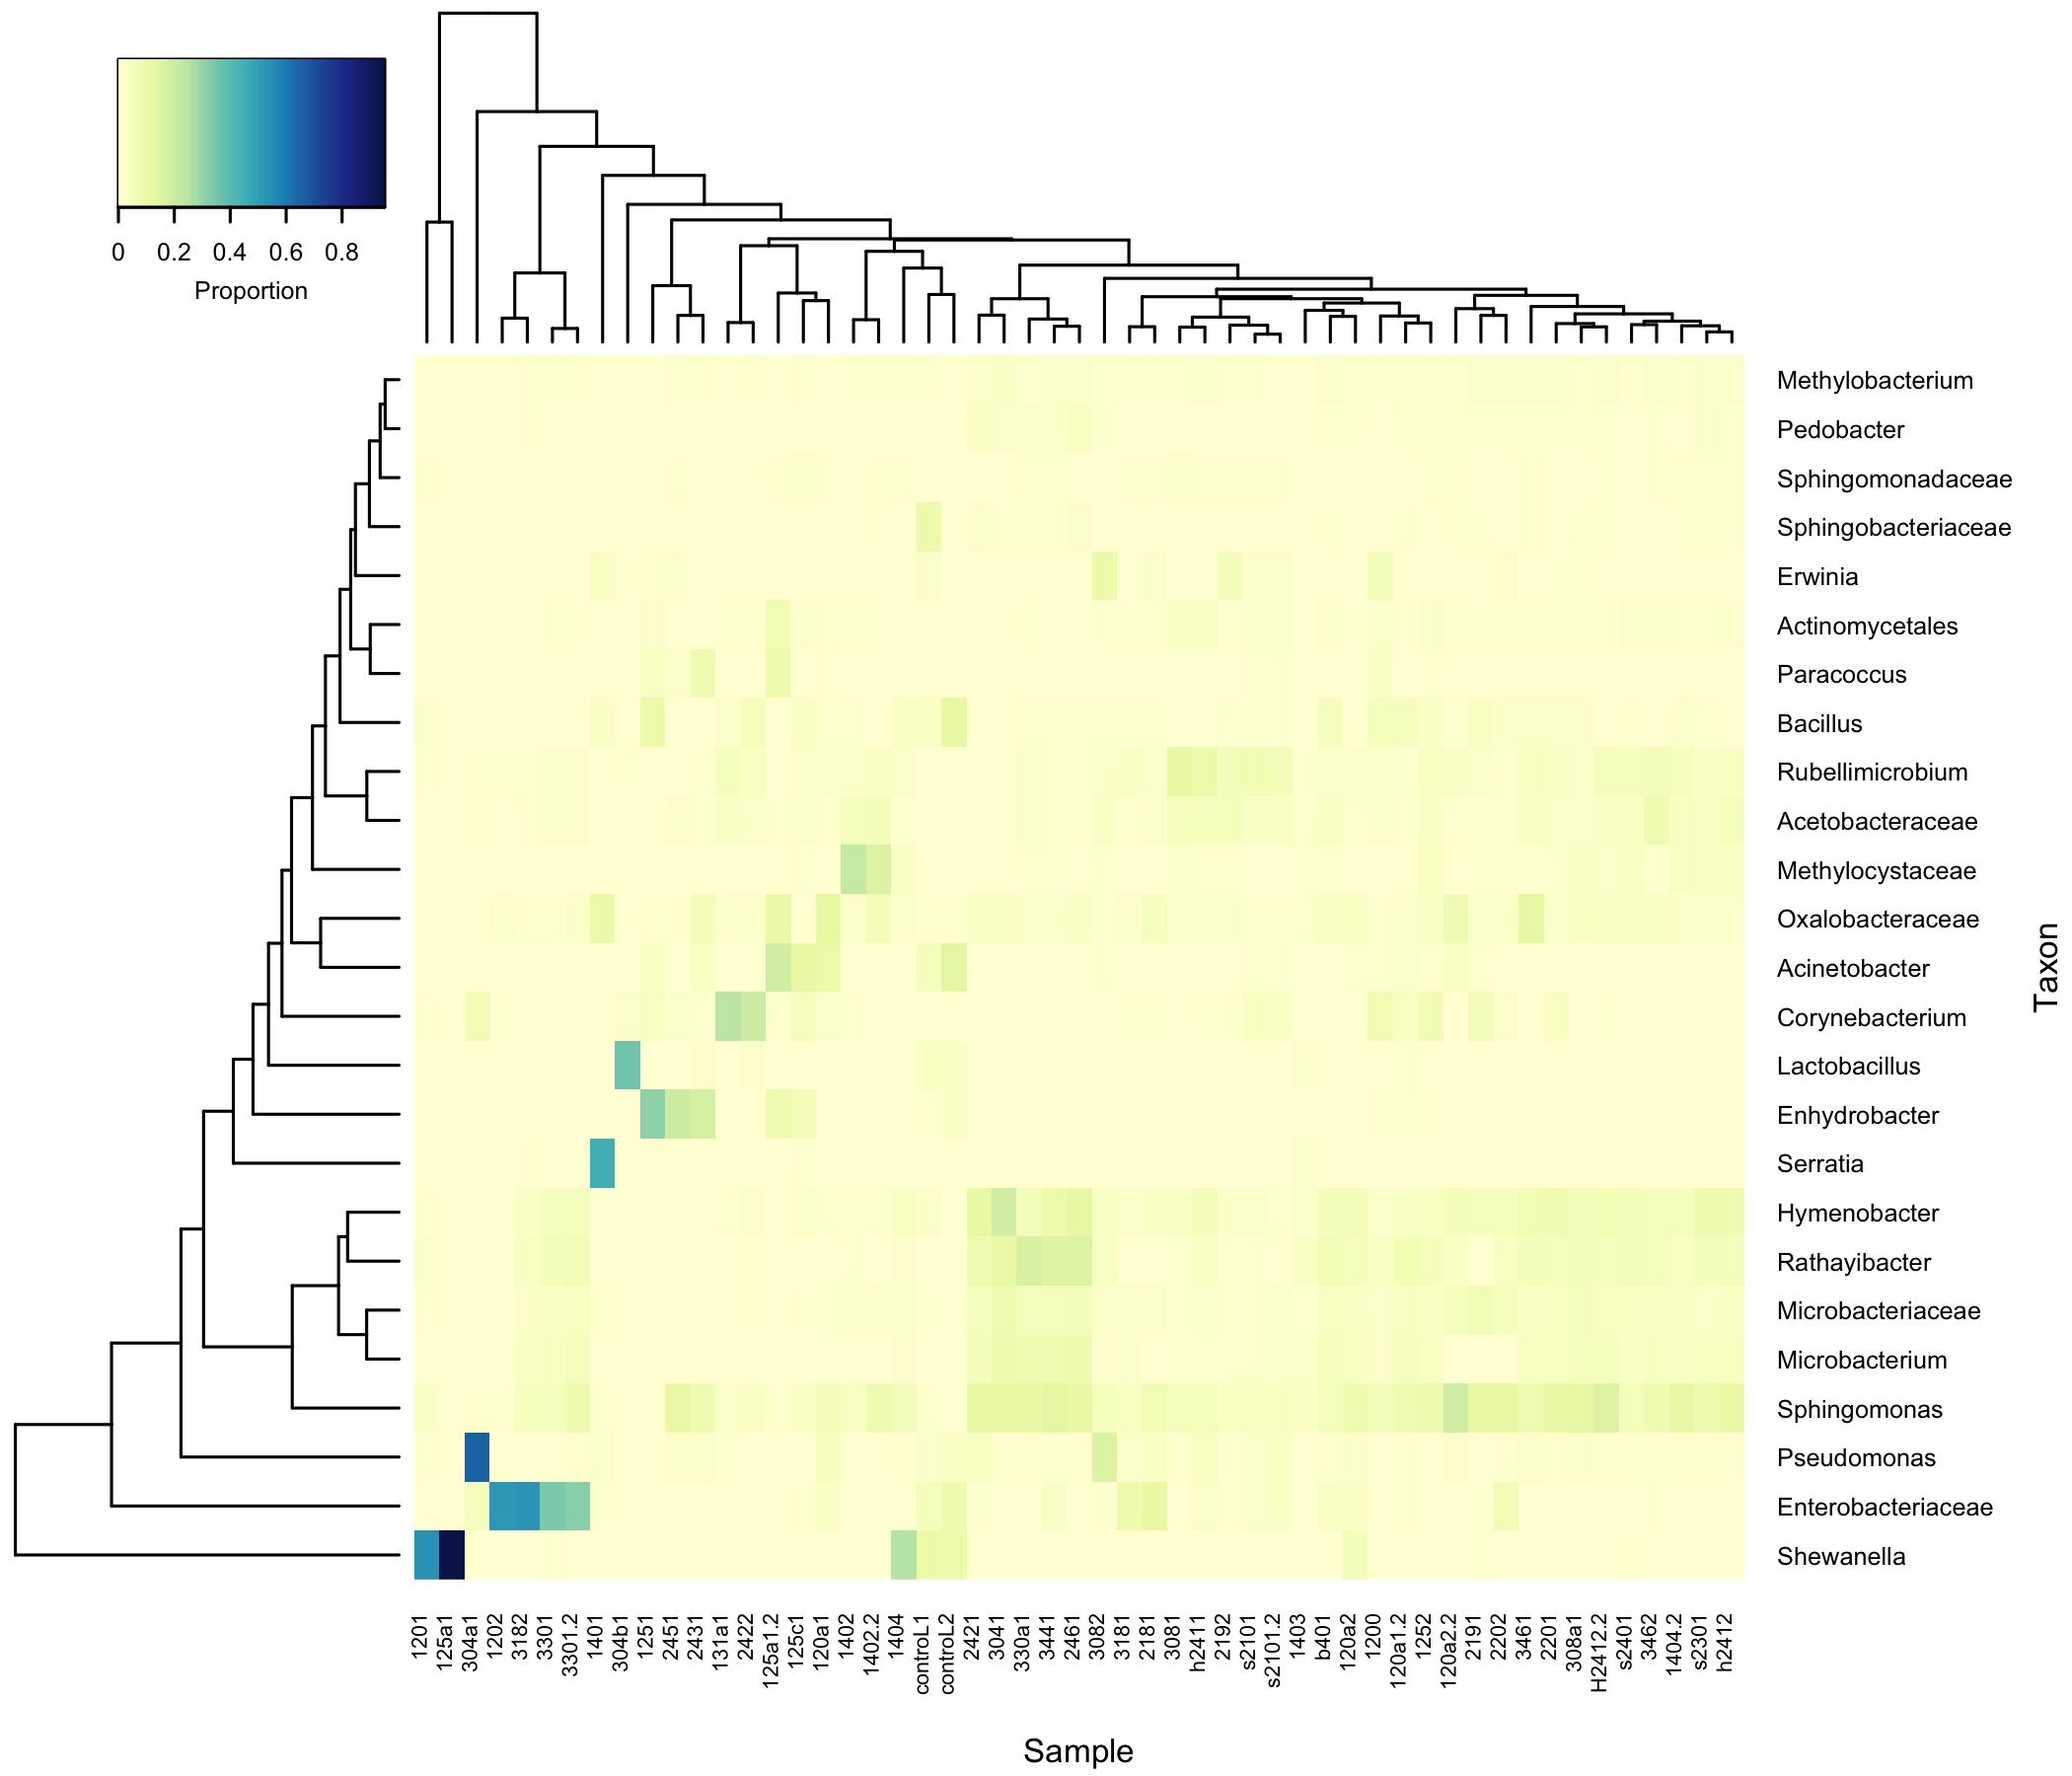 0 0.2 0.4 0.6 0.8
Proportion
Methylobacterium
Pedobacter
Sphingomonadaceae
Sphingobacteriaceae
Erwinia
Actinomycetales
Paracoccus
Bacillus
Rubellimicrobium
Acetobacteraceae
Methylocystaceae
Oxalobacteraceae
Acinetobacter
Corynebacterium
Lactobacillus
Enhydrobacter
Serratia
Hymenobacter
Rathayibacter
Microbacteriaceae
Microbacterium
Sphingomonas
Pseudomonas
Enterobacteriaceae
Shewanella
Taxon
1201
125a1
304a1
1202
3182
3301
3301.2
1401
304b1
1251
2451
2431
131a1
2422
125a1.2
125c1
120a1
1402
1402.2
1404
controL1
controL2
2421
3041
330a1
3441
2461
3082
3181
2181
3081
h2411
2192
s2101
s2101.2
1403
b401
120a2
1200
120a1.2
1252
120a2.2
2191
2202
3461
2201
308a1
H2412.2
s2401
3462
1404.2
s2301
h2412
Sample